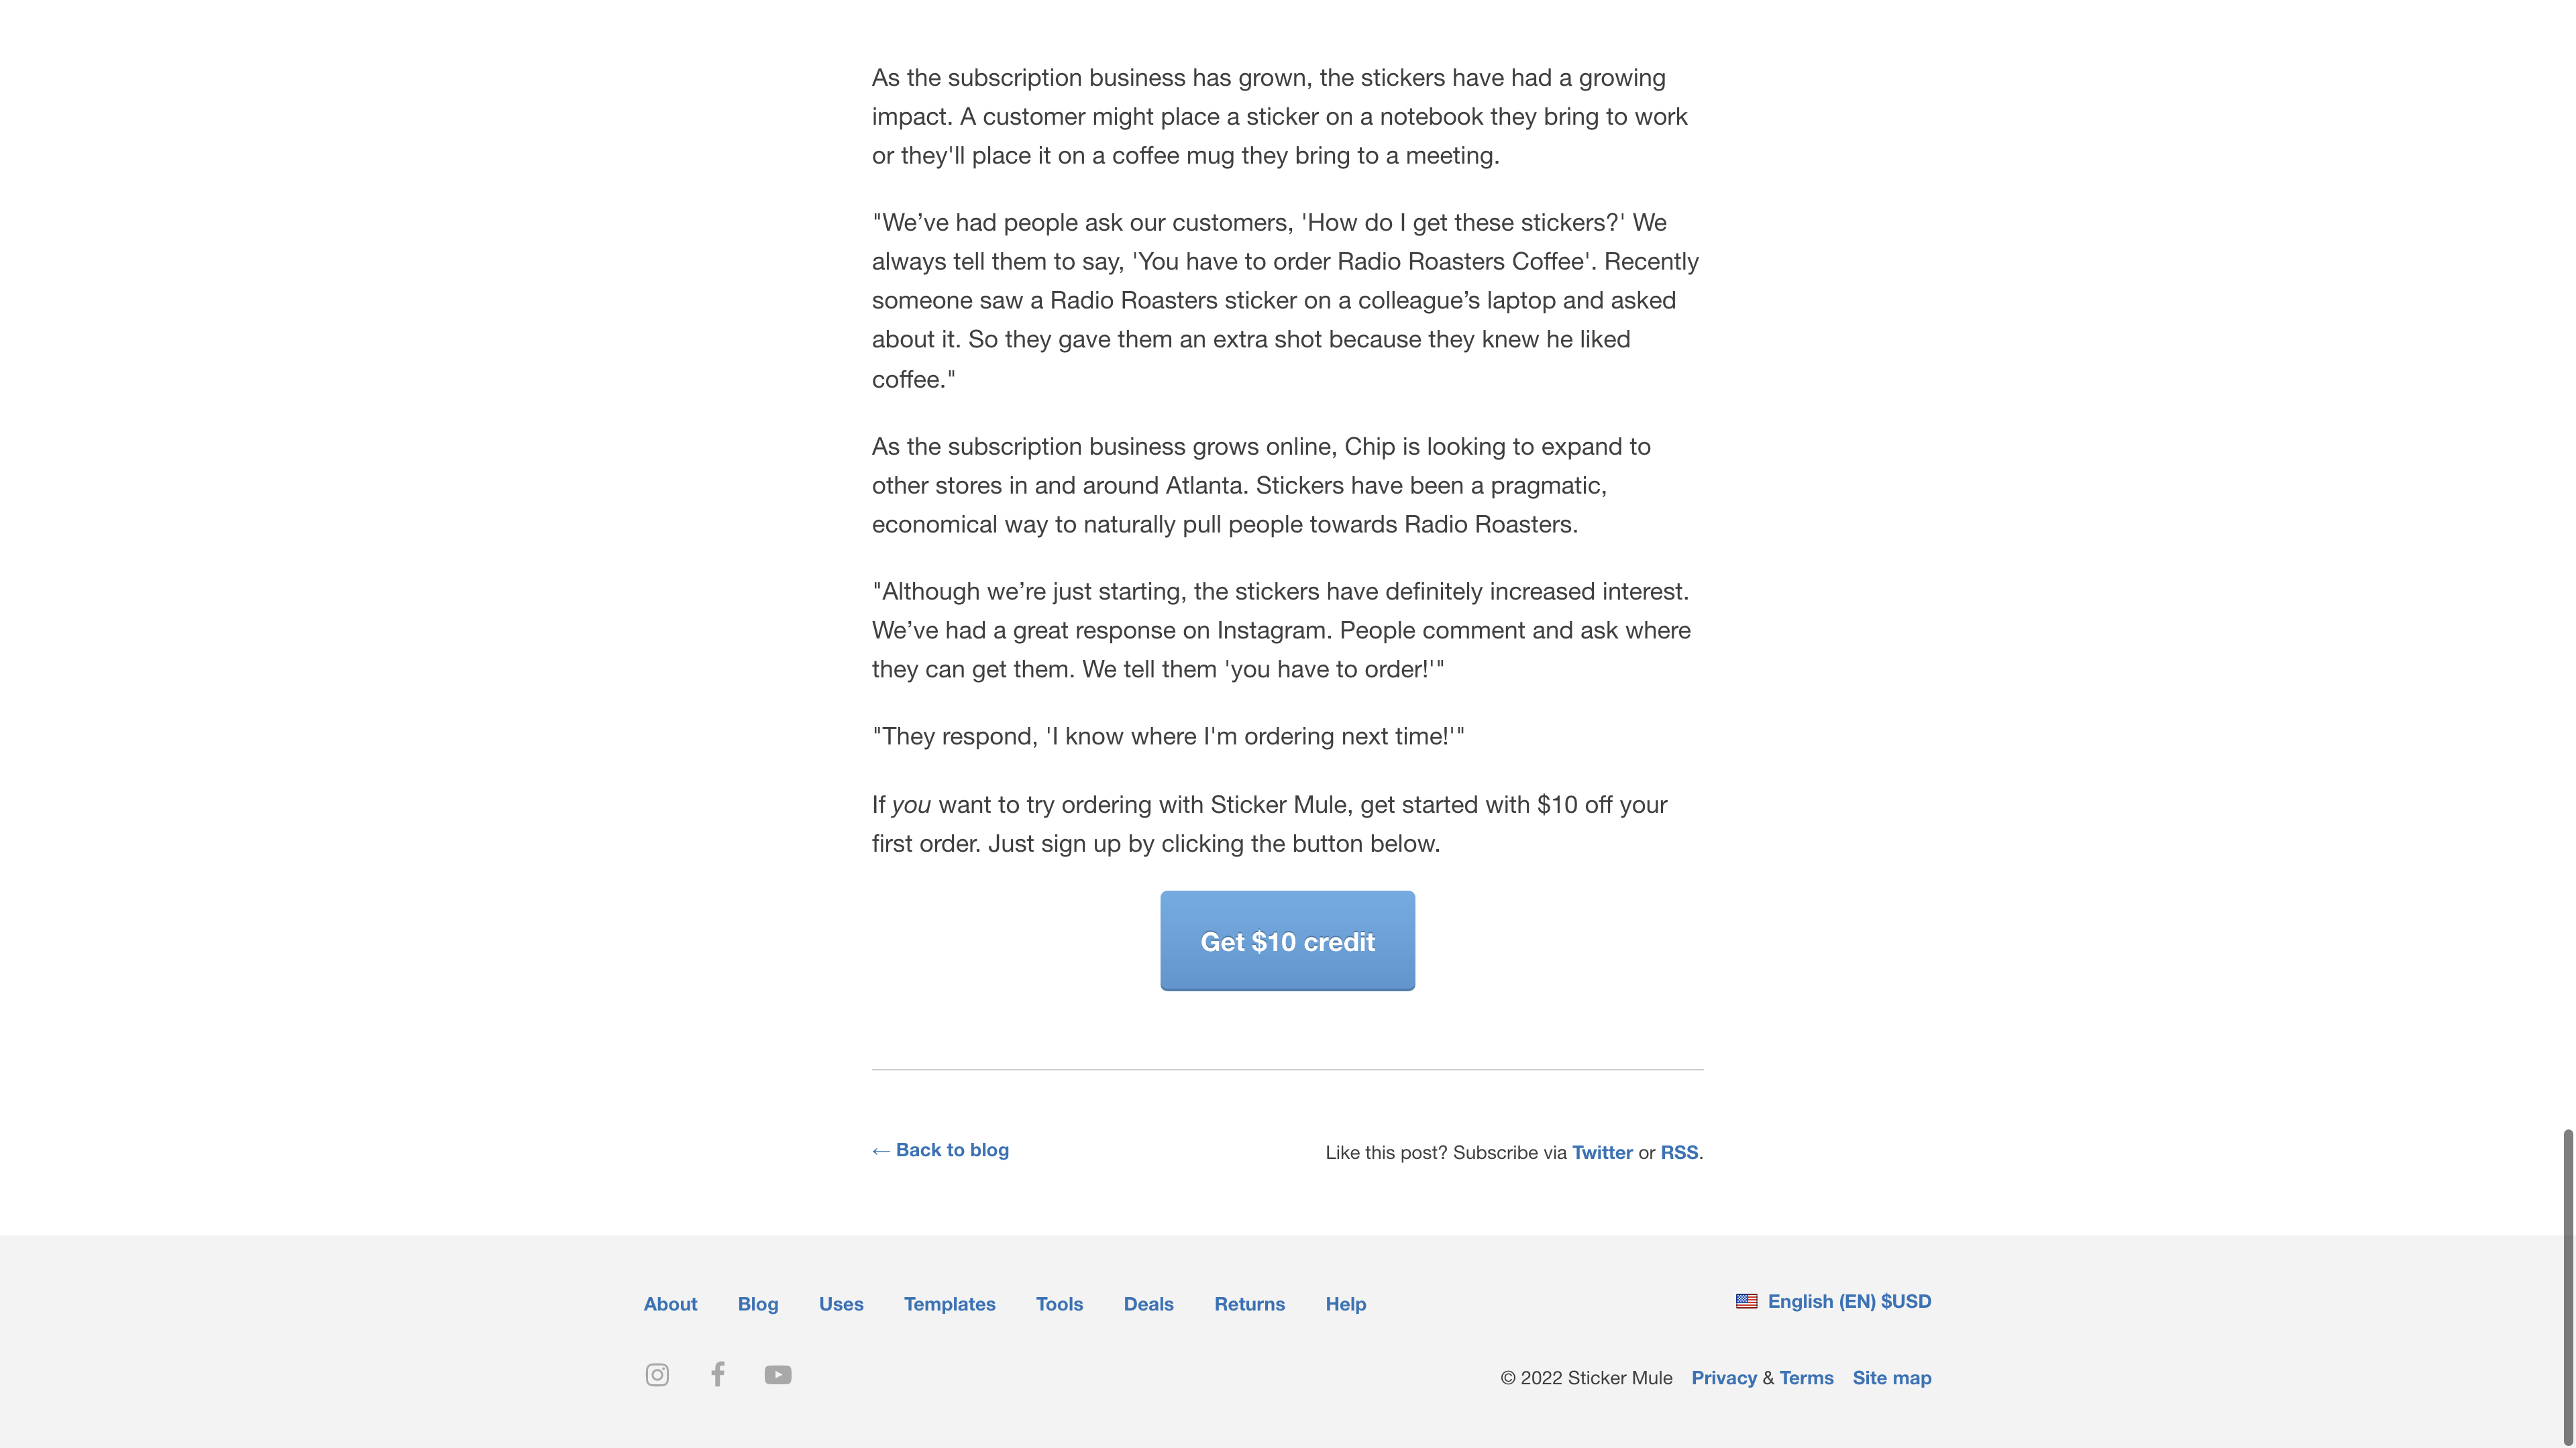 As the subscription business has grown, the stickers have had a growing
impact. A customer might place a sticker on a notebook they bring to work
or they'll place it on a coffee mug they bring to a meeting.
"We’ve had people ask our customers, 'How do I get these stickers?' We
always tell them to say, 'You have to order Radio Roasters Coffee'. Recently
someone saw a Radio Roasters sticker on a colleague’s laptop and asked
about it. So they gave them an extra shot because they knew he liked
coffee."
As the subscription business grows online, Chip is looking to expand to
other stores in and around Atlanta. Stickers have been a pragmatic,
economical way to naturally pull people towards Radio Roasters.
"Although we’re just starting, the stickers have definitely increased interest.
We’ve had a great response on Instagram. People comment and ask where
they can get them. We tell them 'you have to order!'"
"They respond, 'I know where I'm ordering next time!'"
If you want to try ordering with Sticker Mule, get started with $10 off your
first order. Just sign up by clicking the button below.
Get $10 credit
← Back to blog
Like this post? Subscribe via Twitter or RSS.
About Blog Uses Templates Tools Deals Returns Help
English (EN) $USD
© 2022 Sticker Mule Privacy & Terms Site map